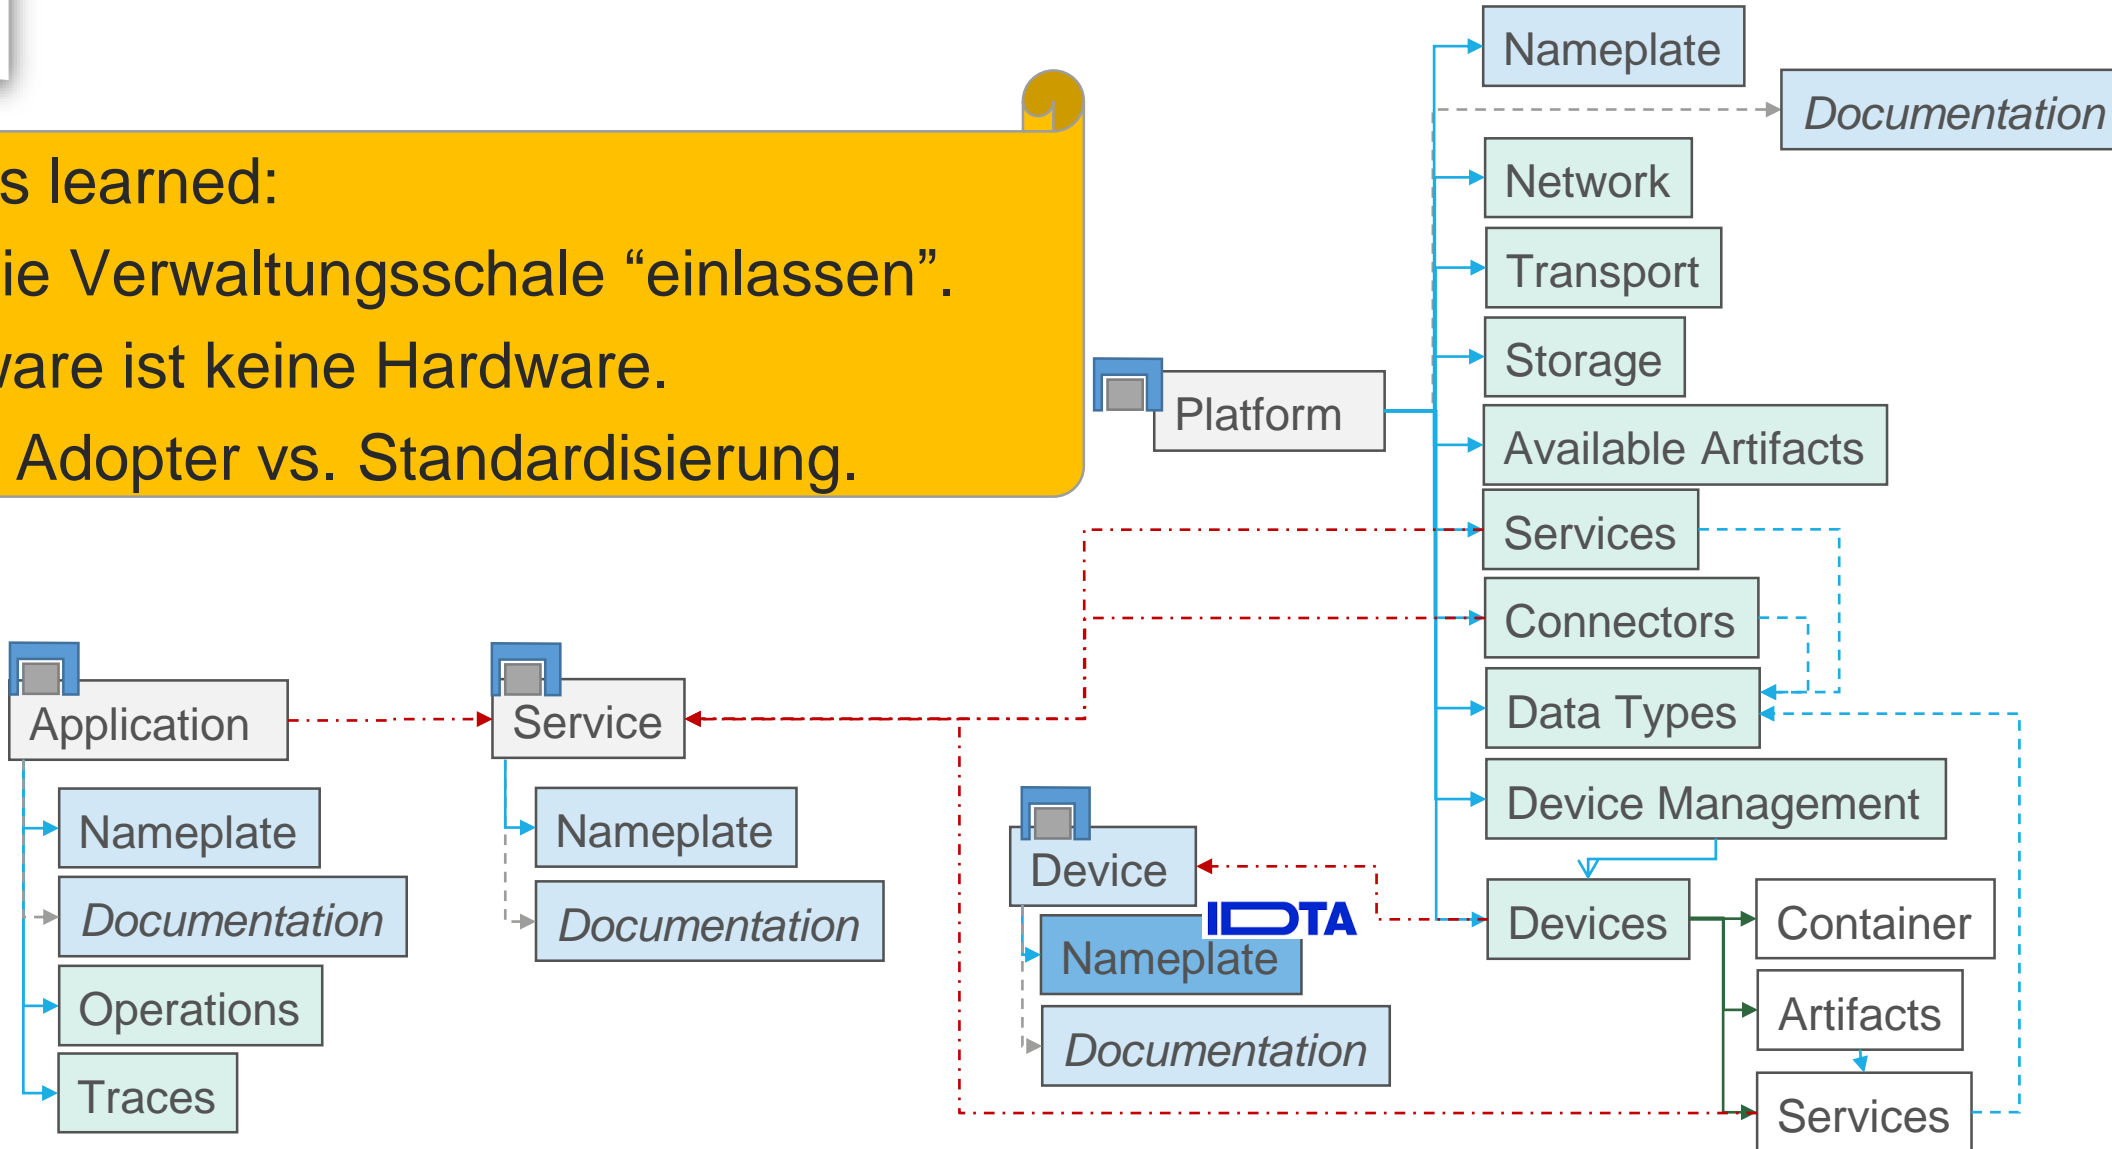 s learned:
ie Verwaltungsschale “einlassen”.
ware ist keine Hardware.
Adopter vs. Standardisierung.
Nameplate
Documentation
Network
Transport
Storage
Platform
Available Artifacts
Services
Connectors
Data Types
Device Management
Devices
Container
Artifacts
Services
Application
Nameplate
Documentation
Operations
Traces
Service
Nameplate
Documentation
Device
IDTA
Nameplate
Documentation